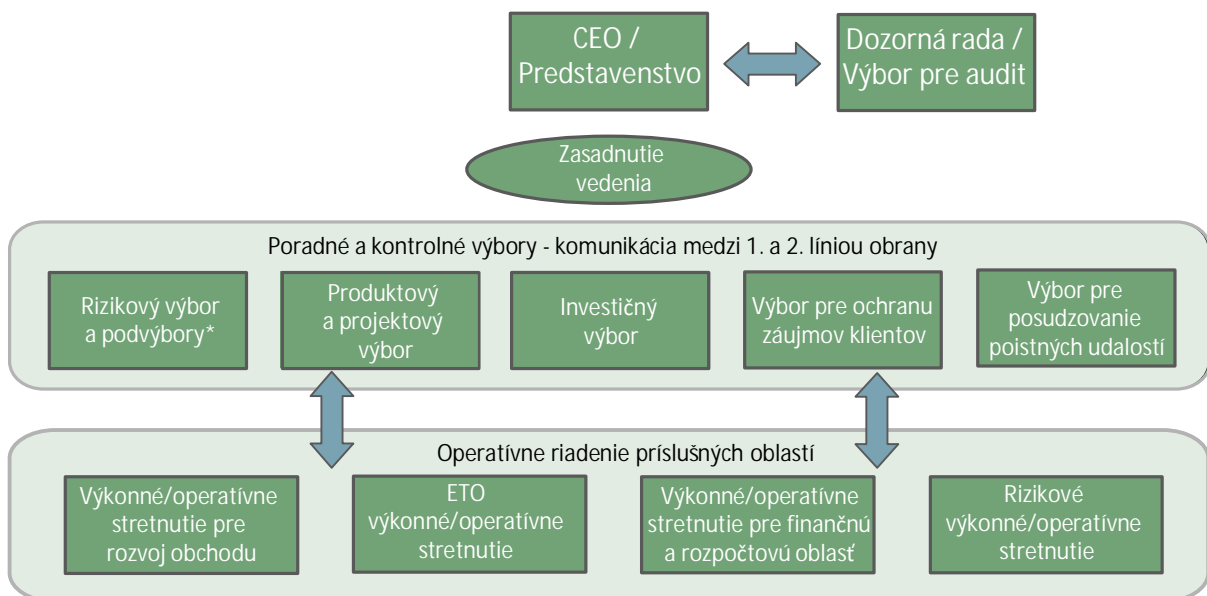 CEO /
Predstavenstvo
Dozorná rada /
Výbor pre audit
Zasadnutie
vedenia
Poradné a kontrolné výbory - komunikácia medzi 1. a 2. líniou obrany
Rizikový výbor
a podvýbory*
Produktový
a projektový
výbor
Investičný
výbor
Výbor pre ochranu
záujmov klientov
Výbor pre
posudzovanie
poistných udalostí
Operatívne riadenie príslušných oblastí
Výkonné/operatívne
stretnutie pre
rozvoj obchodu
ETO
výkonné/operatívne
stretnutie
Výkonné/operatívne
stretnutie pre finančnú
a rozpočtovú oblasť
Rizikové
výkonné/operatívne
stretnutie